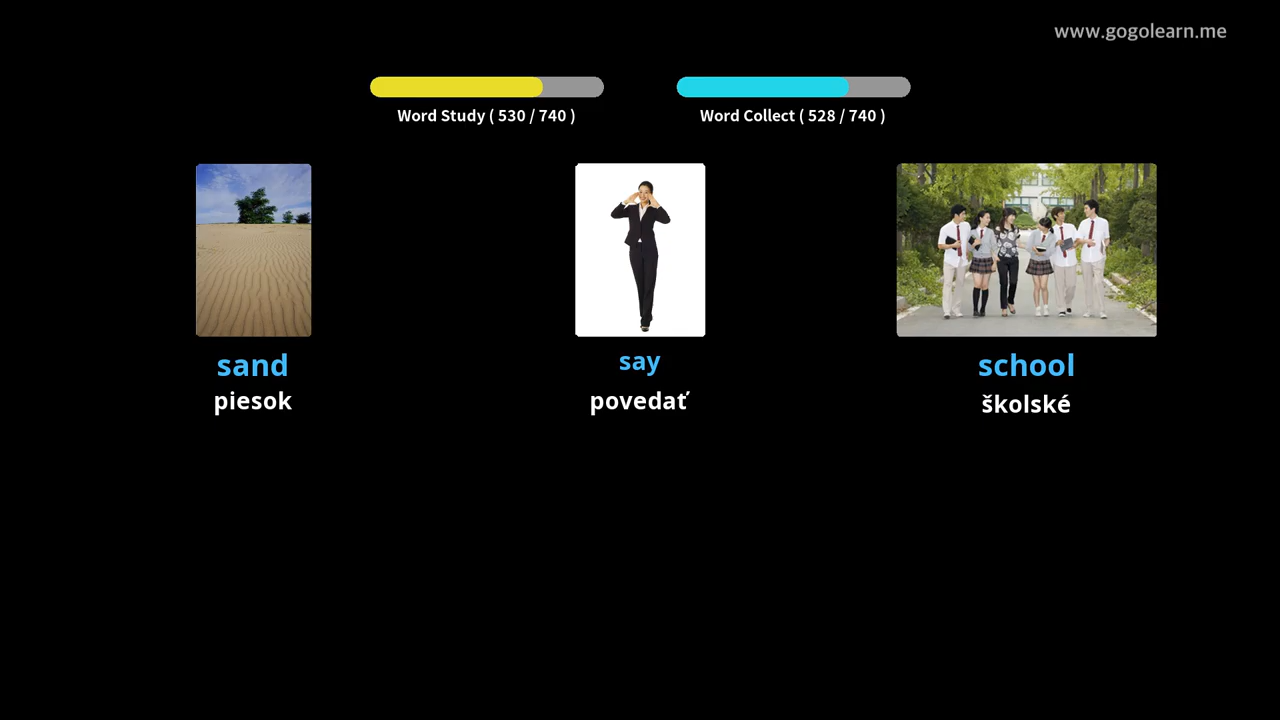 www.gogolearn.me
Word Study ( 530 / 740 )
Word Collect ( 528 / 740 )
sand
piesok
say
povedať
school
školské